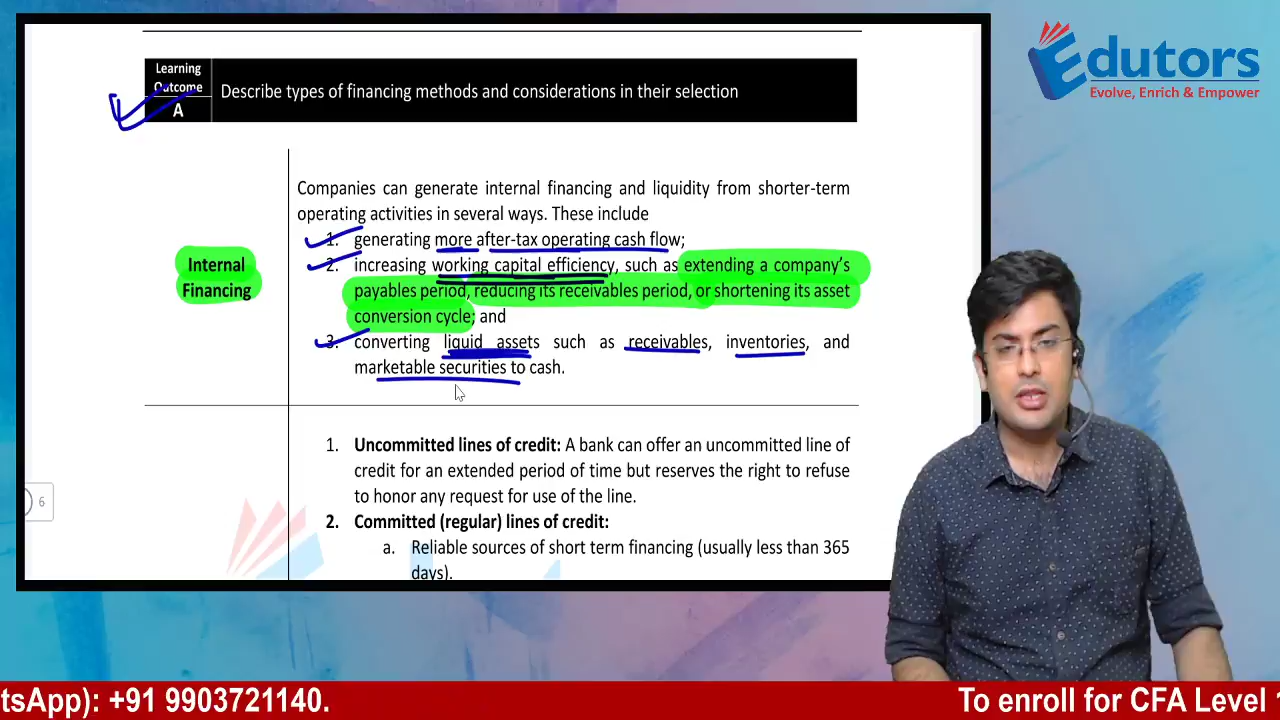 Learning
Outcome
A
Describe types of financing methods and considerations in their selection
Edutors
Evolve, Enrich & Empower
Companies can generate internal financing and liquidity from shorter-term
operating activities in several ways. These include
1. generating more after-tax operating cash flow;
2. increasing working capital efficiency, such as extending a company's
payables period, reducing its receivables period, or shortening its asset
conversion cycle; and
3. converting liquid assets such as receivables, inventories, and
marketable securities to cash.
Internal
Financing
1. Uncommitted lines of credit: A bank can offer an uncommitted line of
credit for an extended period of time but reserves the right to refuse
to honor any request for use of the line.
2. Committed (regular) lines of credit:
a. Reliable sources of short term financing (usually less than 365
days).
6
tsApp): +91 9903721140.
To enroll for CFA Level 1